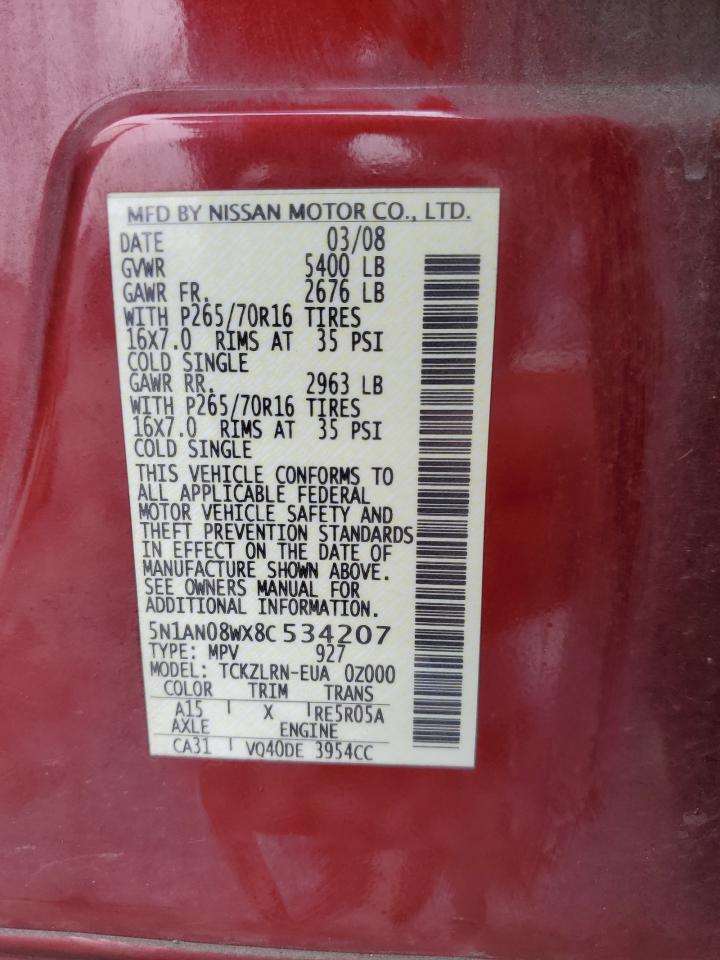 MFD BY NISSAN MOTOR CO., LTD.
DATE 03/08
GVWR 5400 LB
GAWR FR. 2676 LB
WITH P265/70R16 TIRES
16X7.0 RIMS AT 35 PSI
COLD SINGLE
GAWR RR. 2963 LB
WITH P265/70R16 TIRES
16X7.0 RIMS AT 35 PSI
COLD SINGLE
THIS VEHICLE CONFORMS TO
ALL APPLICABLE FEDERAL
MOTOR VEHICLE SAFETY AND
THEFT PREVENTION STANDARDS
IN EFFECT ON THE DATE OF
MANUFACTURE SHOWN ABOVE.
SEE OWNERS MANUAL FOR
ADDITIONAL INFORMATION.
5N1AN08WX8C534207
TYPE: MPV 927
MODEL: TCKZLRN-EUA 0Z000
COLOR TRIM TRANS
A15 X RE5R05A
AXLE ENGINE
CA31 VQ40DE 3954CC